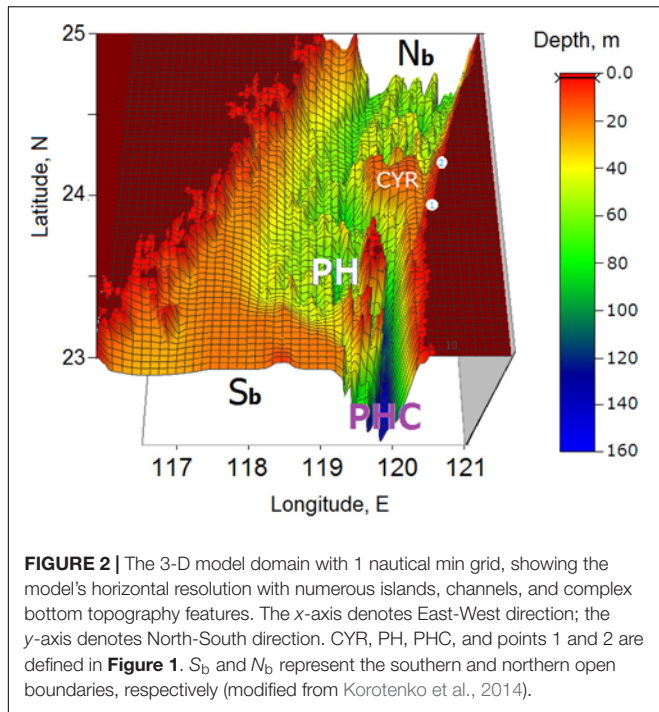 25
Nb
Depth, m
0.0
2
20
CYR
1
24
Latitude, N
40
60
PH
80
100
120
10
23
Sb
140
PHC
160
117 118 119 120 121
Longitude, E
FIGURE 2 | The 3-D model domain with 1 nautical min grid, showing the
model's horizontal resolution with numerous islands, channels, and complex
bottom topography features. The x-axis denotes East-West direction; the
y-axis denotes North-South direction. CYR, PH, PHC, and points 1 and 2 are
defined in Figure 1. Sb and Nb represent the southern and northern open
boundaries, respectively (modified from Korotenko et al., 2014).